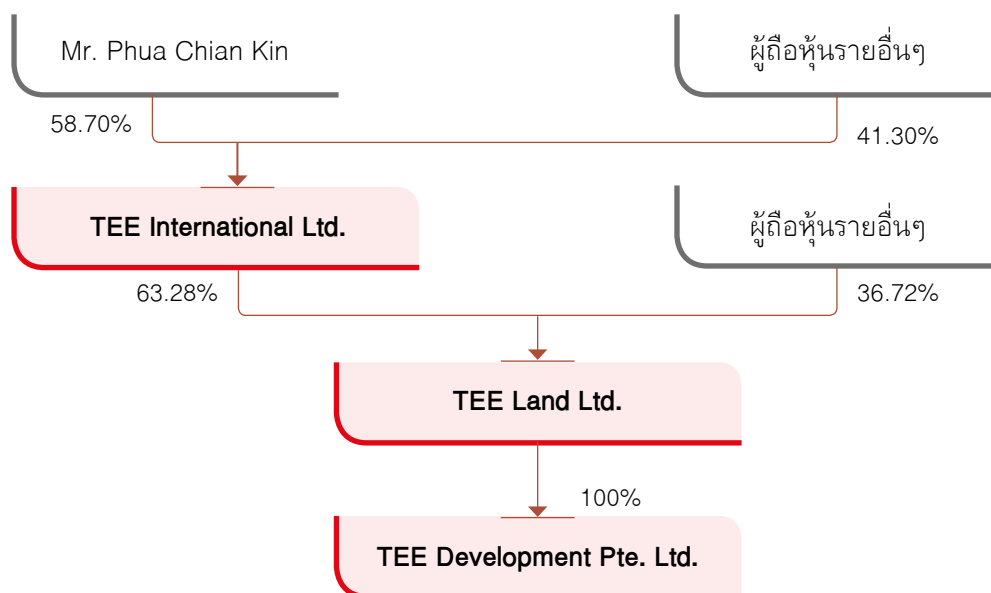 Mr. Phua Chian Kin
ผู้ถือหุ้นรายอื่นๆ
58.70%
41.30%
TEE International Ltd.
ผู้ถือหุ้นรายอื่นๆ
63.28%
36.72%
TEE Land Ltd.
100%
TEE Development Pte. Ltd.